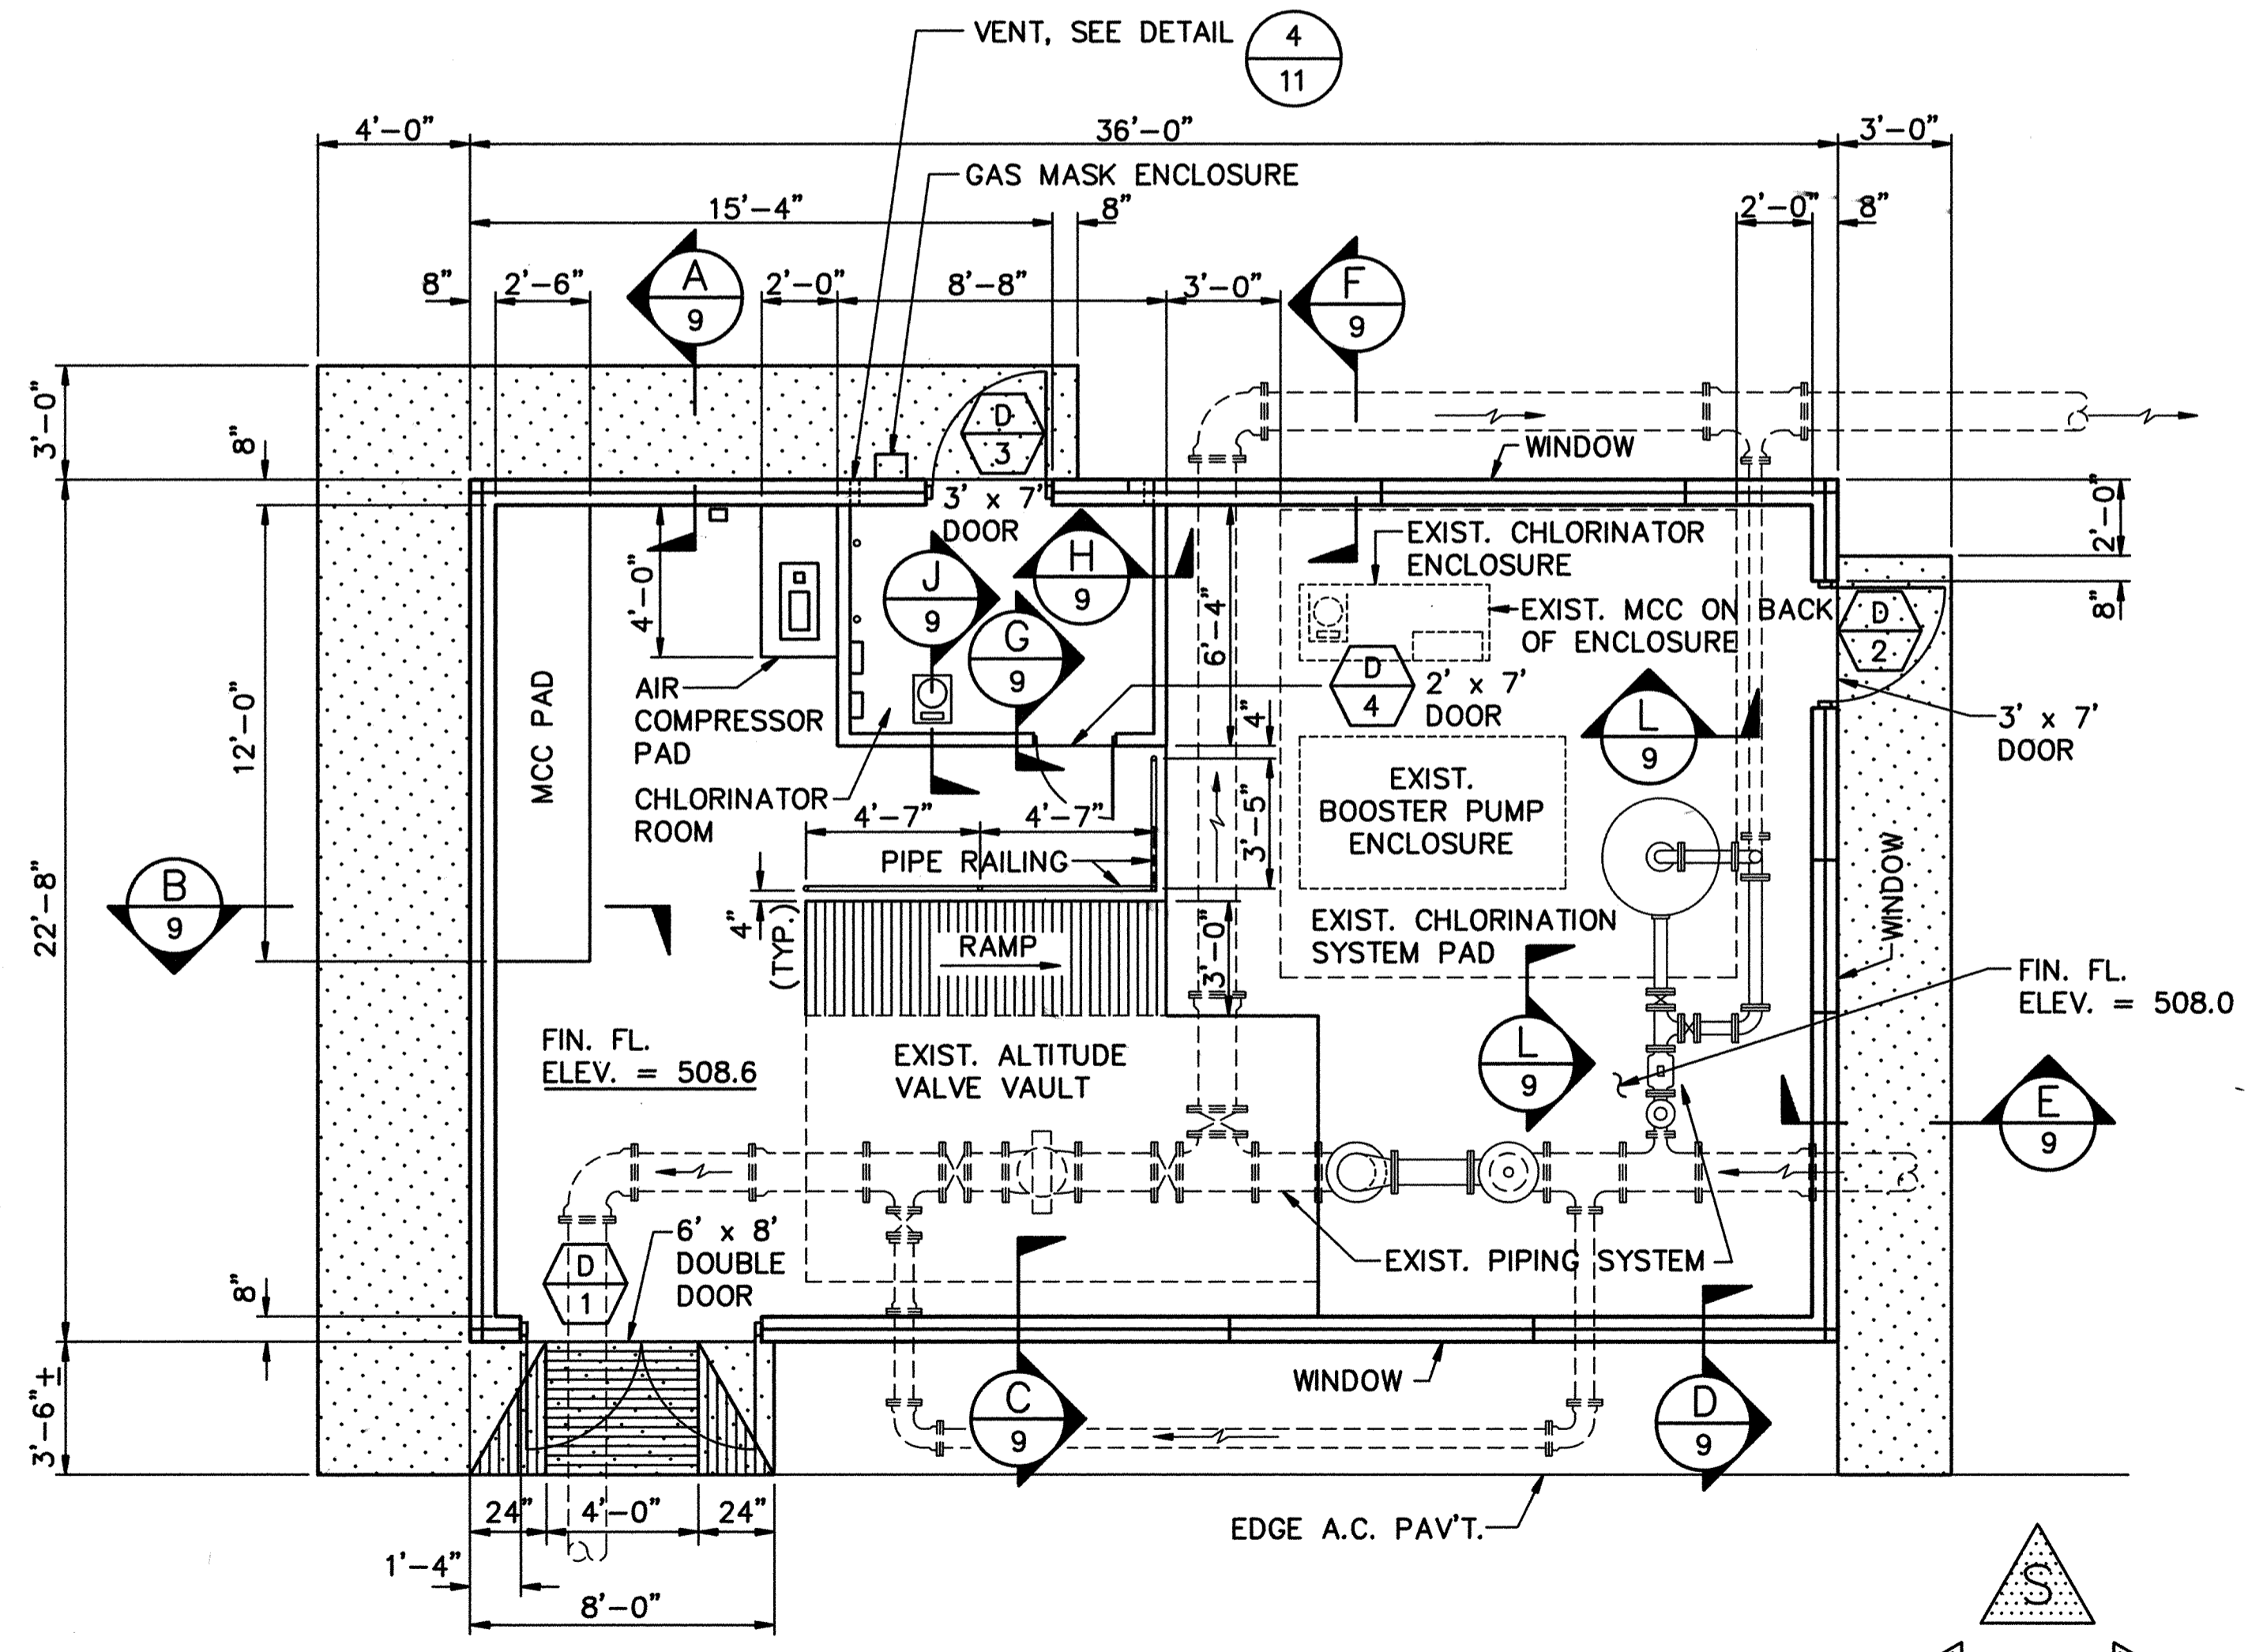 VENT, SEE DETAIL
4
11
4'-0"
36'-0"
3'-0"
GAS MASK ENCLOSURE
15'-4"
8"
2'-0"
8"
8"
2'-6"
A
9
2'-0"
8'-8"
3'-0"
F
9
3'-0"
8"
D
3
WINDOW
3' x 7'
DOOR
2'-0"
8"
EXIST. CHLORINATOR
ENCLOSURE
H
9
J
9
4'-0"
G
9
6'-4"
EXIST. MCC ON BACK
OF ENCLOSURE
D
2
D
4
2' x 7'
DOOR
MCC PAD
12'-0"
AIR
COMPRESSOR
PAD
4"
L
9
3' x 7'
DOOR
CHLORINATOR
ROOM
4'-7"
4'-7"
3'-5"
EXIST.
BOOSTER PUMP
ENCLOSURE
PIPE RAILING
WINDOW
B
9
22'-8"
4"
(TYP.)
RAMP
3'-0"
EXIST. CHLORINATION
SYSTEM PAD
FIN. FL.
ELEV. = 508.0
FIN. FL.
ELEV. = 508.6
EXIST. ALTITUDE
VALVE VAULT
L
9
E
9
6' x 8'
DOUBLE
DOOR
D
1
EXIST. PIPING SYSTEM
8"
3'-6"±
WINDOW
C
9
D
9
24"
4'-0"
24"
EDGE A.C. PAV'T.
1'-4"
8'-0"
S